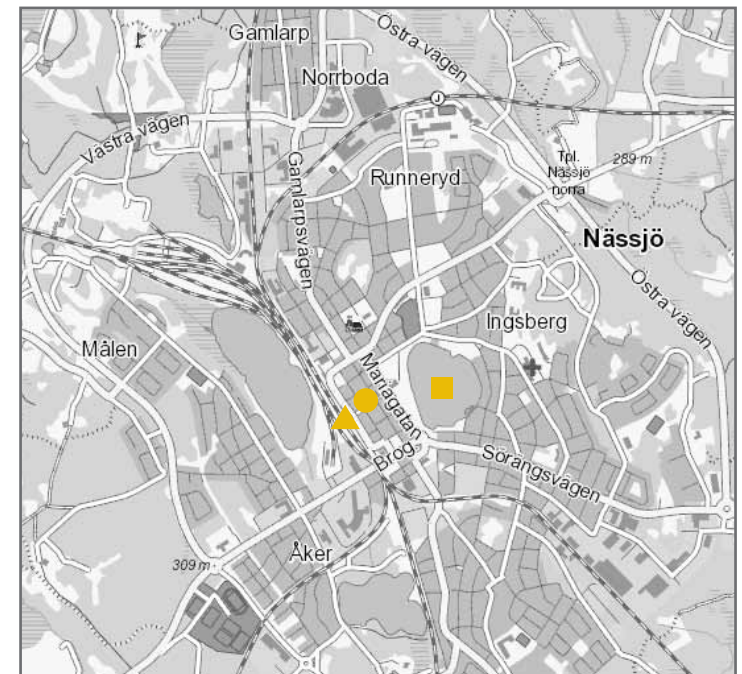 Gamlarp
Östra vägen
Norrboda
J
Västra vägen
Gamlarpsvägen
Runneryd
Tpl.
Nässjö
norra
289 m
Nässjö
Östra vägen
Ingsberg
Målen
Mariagatan
Brog.
Sörängsvägen
Åker
309 m